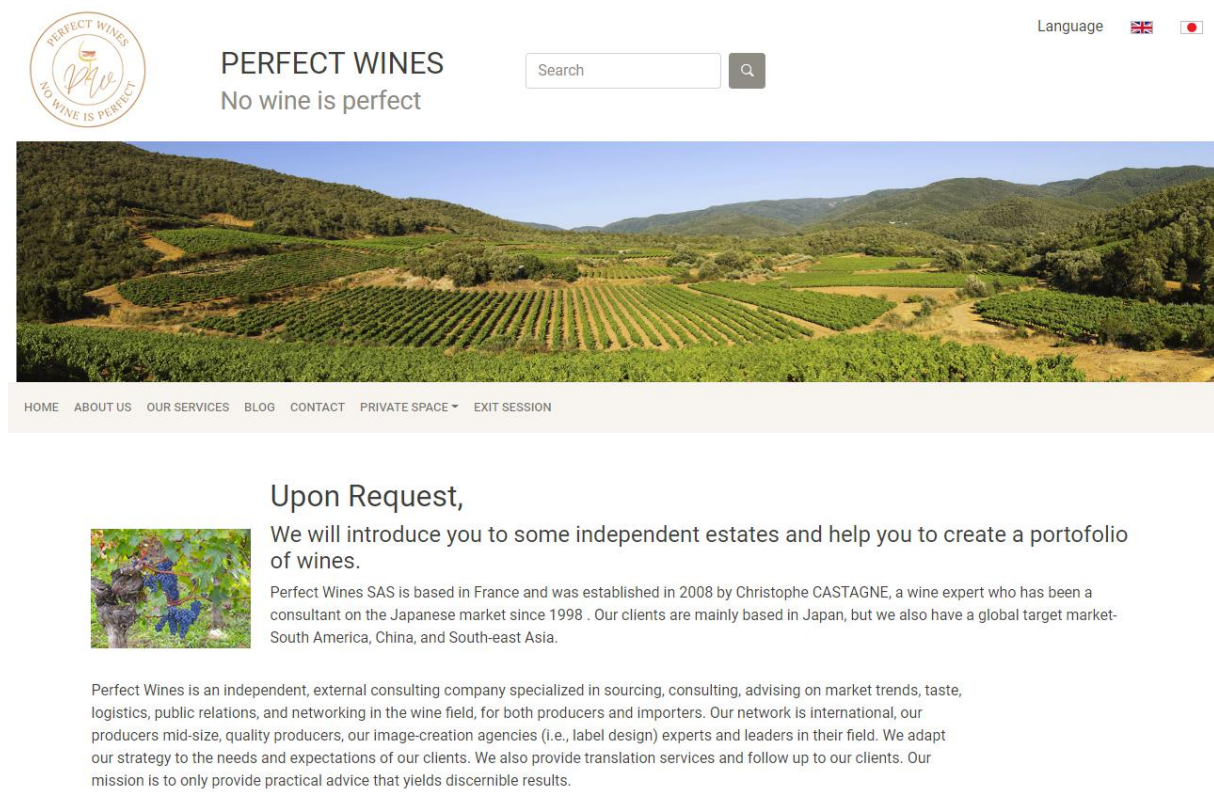 PERFECT WINES
PW
NO WINE IS PERFECT
PERFECT WINES
No wine is perfect
Search
Language
HOME ABOUT US OUR SERVICES BLOG CONTACT PRIVATE SPACE EXIT SESSION
Upon Request,
We will introduce you to some independent estates and help you to create a portofolio
of wines.
Perfect Wines SAS is based in France and was established in 2008 by Christophe CASTAGNE, a wine expert who has been a
consultant on the Japanese market since 1998 . Our clients are mainly based in Japan, but we also have a global target market-
South America, China, and South-east Asia.
Perfect Wines is an independent, external consulting company specialized in sourcing, consulting, advising on market trends, taste,
logistics, public relations, and networking in the wine field, for both producers and importers. Our network is international, our
producers mid-size, quality producers, our image-creation agencies (i.e., label design) experts and leaders in their field. We adapt
our strategy to the needs and expectations of our clients. We also provide translation services and follow up to our clients. Our
mission is to only provide practical advice that yields discernible results.